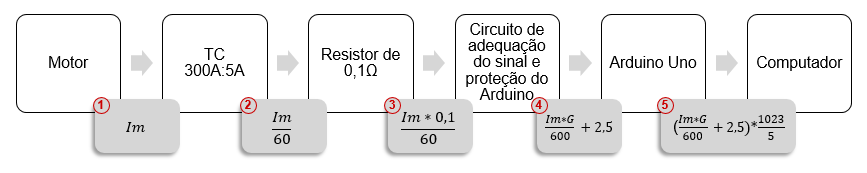 Motor
TC
300A:5A
Resistor de
0,1Ω
Circuito de
adequação
do sinal e
proteção do
Arduino
Arduino Uno
Computador
1
Im
2
Im
60
3
Im * 0,1
60
4
Im*G
600
+ 2,5
5
(Im*G/600 + 2,5)*1023/5